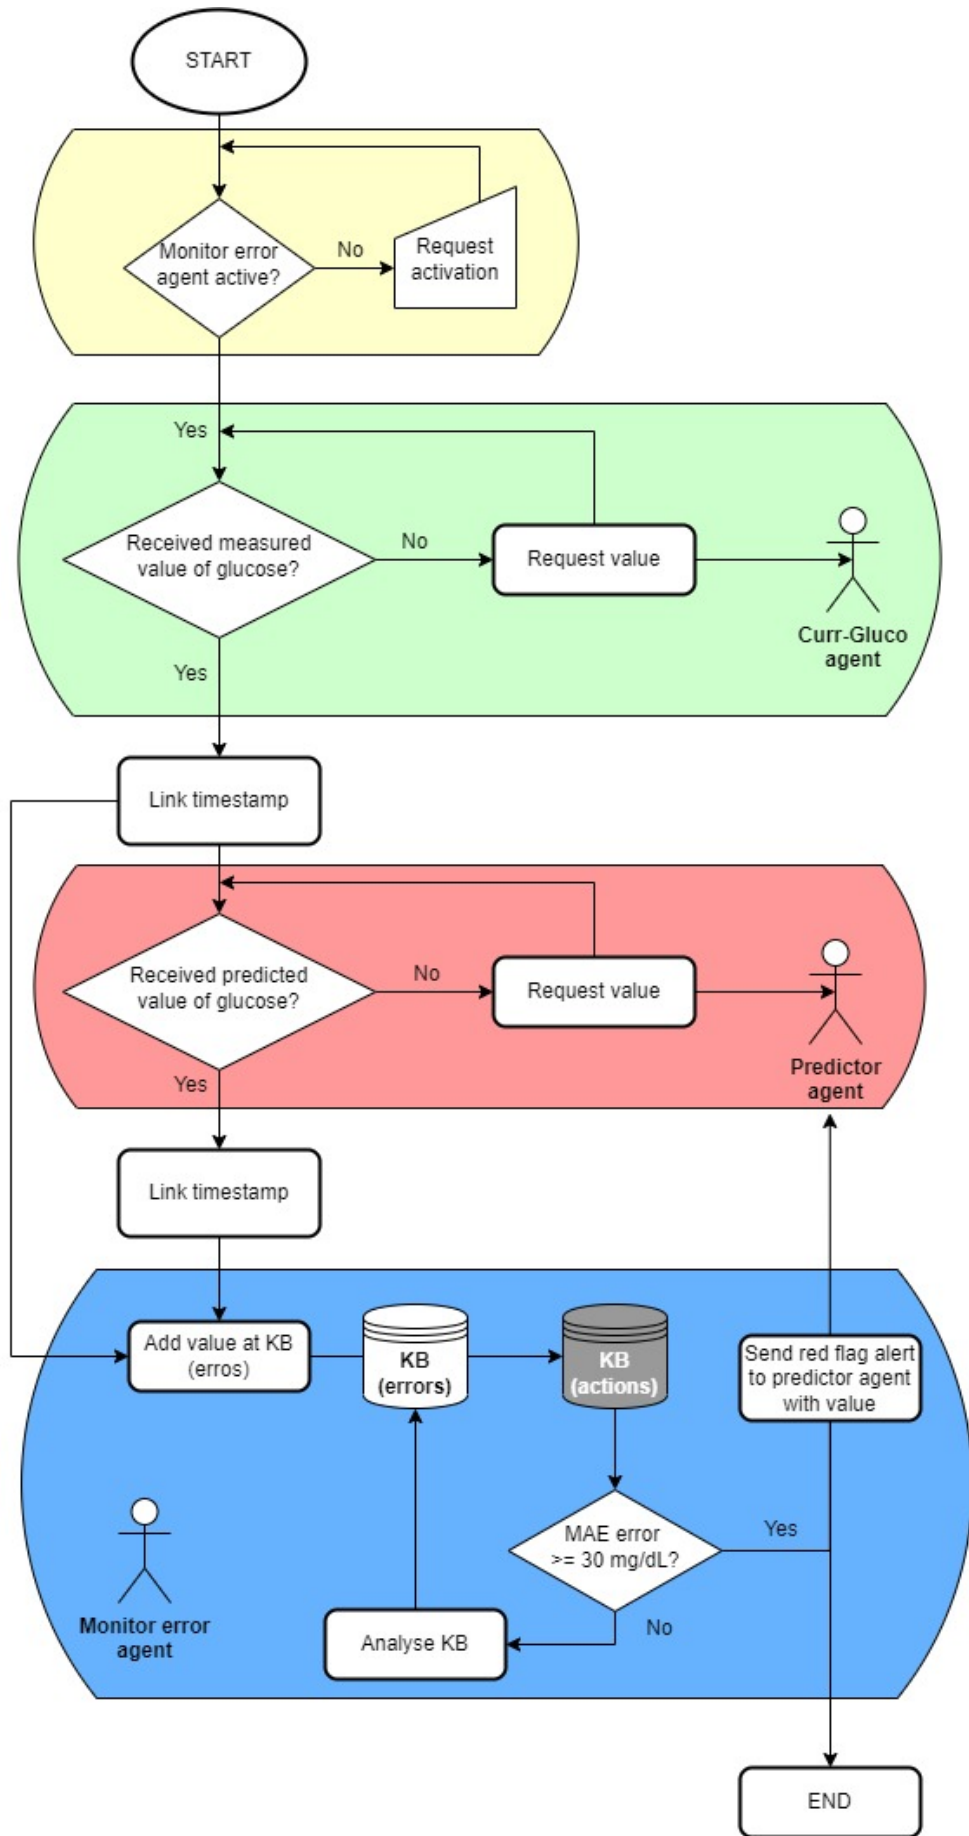 START
Monitor error
agent active?
No
Request
activation
Yes
Received measured
value of glucose?
No
Request value
Curr-Gluco
agent
Yes
Link timestamp
Received predicted
value of glucose?
No
Request value
Predictor
agent
Yes
Link timestamp
Add value at KB
(erros)
KB
(errors)
KB
(actions)
Send red flag alert
to predictor agent
with value
MAE error
>= 30 mg/dL?
Yes
No
Analyse KB
Monitor error
agent
END